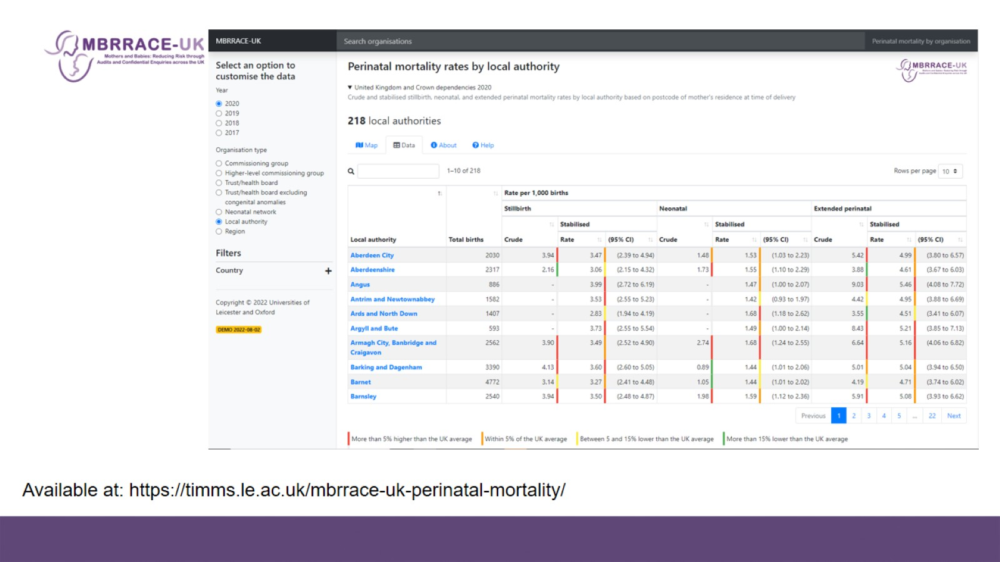 MBRRACE-UK
Mothers and Babies: Reducing Risk through
Audits and Confidential Enquiries across the UK
MBRRACE-UK
Search organisations
Perinatal mortality by organisation
Select an option to
customise the data
Year
2020
2019
2018
2017
Organisation type
Commissioning group
Higher-level commissioning group
Trust/health board
Trust/health board excluding
congenital anomalies
Neonatal network
Local authority
Region
Filters
Country +
Copyright © 2022 Universities of
Leicester and Oxford
DEMO 2022-08-02
Perinatal mortality rates by local authority
MBRRACE-UK
▼ United Kingdom and Crown dependencies 2020
Crude and stabilised stillbirth, neonatal, and extended perinatal mortality rates by local authority based on postcode of mother's residence at time of delivery
218 local authorities
Map Data About Help
1–10 of 218
Rows per page 10
Rate per 1,000 births
Stillbirth Neonatal Extended perinatal
Stabilised Stabilised Stabilised
Local authority Total births Crude Rate (95% CI) Crude Rate (95% CI) Crude Rate (95% CI)
Aberdeen City 2030 3.94 3.47 (2.39 to 4.94) 1.48 1.53 (1.03 to 2.23) 5.42 4.99 (3.80 to 6.57)
Aberdeenshire 2317 2.16 3.06 (2.15 to 4.32) 1.73 1.55 (1.10 to 2.29) 3.88 4.61 (3.67 to 6.03)
Angus 886 - 3.99 (2.72 to 6.19) - 1.47 (1.00 to 2.07) 9.03 5.46 (4.08 to 7.72)
Antrim and Newtownabbey 1582 - 3.53 (2.55 to 5.23) - 1.42 (0.93 to 1.97) 4.42 4.95 (3.88 to 6.69)
Ards and North Down 1407 - 2.83 (1.94 to 4.19) - 1.68 (1.18 to 2.62) 3.55 4.51 (3.41 to 6.07)
Argyll and Bute 593 - 3.73 (2.55 to 5.54) - 1.49 (1.00 to 2.14) 8.43 5.21 (3.85 to 7.13)
Armagh City, Banbridge and 2562 3.90 3.49 (2.52 to 4.90) 2.74 1.68 (1.24 to 2.55) 6.64 5.16 (4.06 to 6.82)
Craigavon
Barking and Dagenham 3390 4.13 3.60 (2.60 to 5.05) 0.89 1.44 (1.01 to 2.06) 5.01 5.04 (3.94 to 6.50)
Barnet 4772 3.14 3.27 (2.41 to 4.48) 1.05 1.44 (1.01 to 2.02) 4.19 4.71 (3.74 to 6.02)
Barnsley 2540 3.94 3.50 (2.48 to 4.87) 1.98 1.59 (1.12 to 2.36) 5.91 5.08 (3.93 to 6.62)
Previous 1 2 3 4 5 ... 22 Next
More than 5% higher than the UK average Within 5% of the UK average Between 5 and 15% lower than the UK average More than 15% lower than the UK average
Available at: https://timms.le.ac.uk/mbrrace-uk-perinatal-mortality/